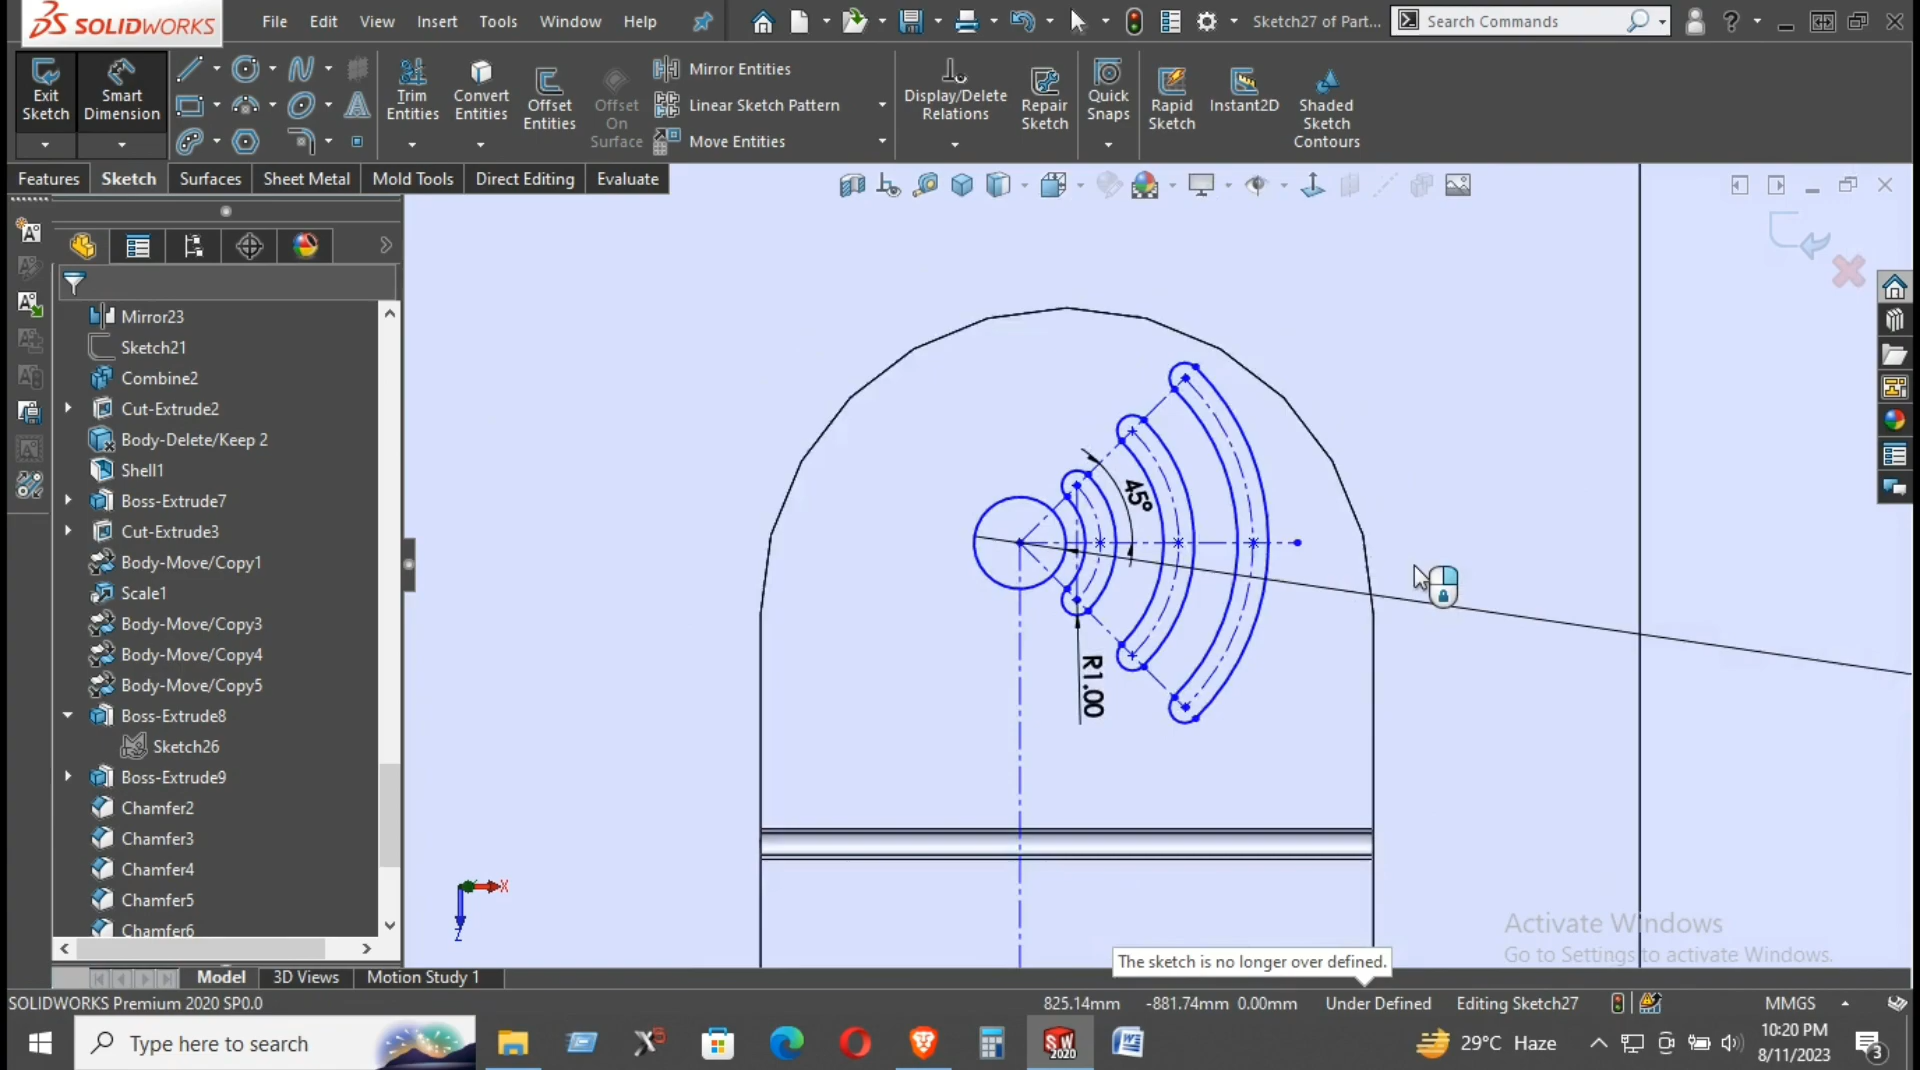 SOLIDWORKS
File Edit View Insert Tools Window Help
Sketch27 of Part...
Search Commands
Exit Sketch
Smart Dimension
Trim Entities
Convert Entities
Offset Entities
Offset On Surface
Mirror Entities
Linear Sketch Pattern
Move Entities
Display/Delete Relations
Repair Sketch
Quick Snaps
Rapid Sketch
Instant2D
Shaded Sketch Contours
Features Sketch Surfaces Sheet Metal Mold Tools Direct Editing Evaluate
Mirror23
Sketch21
Combine2
Cut-Extrude2
Body-Delete/Keep 2
Shell1
Boss-Extrude7
Cut-Extrude3
Body-Move/Copy1
Scale1
Body-Move/Copy3
Body-Move/Copy4
Body-Move/Copy5
Boss-Extrude8
Sketch26
Boss-Extrude9
Chamfer2
Chamfer3
Chamfer4
Chamfer5
Chamfer6
45°
R1.00
X
Z
Activate Windows
Go to Settings to activate Windows.
The sketch is no longer over defined.
Model 3D Views Motion Study 1
SOLIDWORKS Premium 2020 SP0.0
825.14mm -881.74mm 0.00mm Under Defined Editing Sketch27 MMGS
Type here to search
SW 2020
29°C Haze
10:20 PM
8/11/2023
3